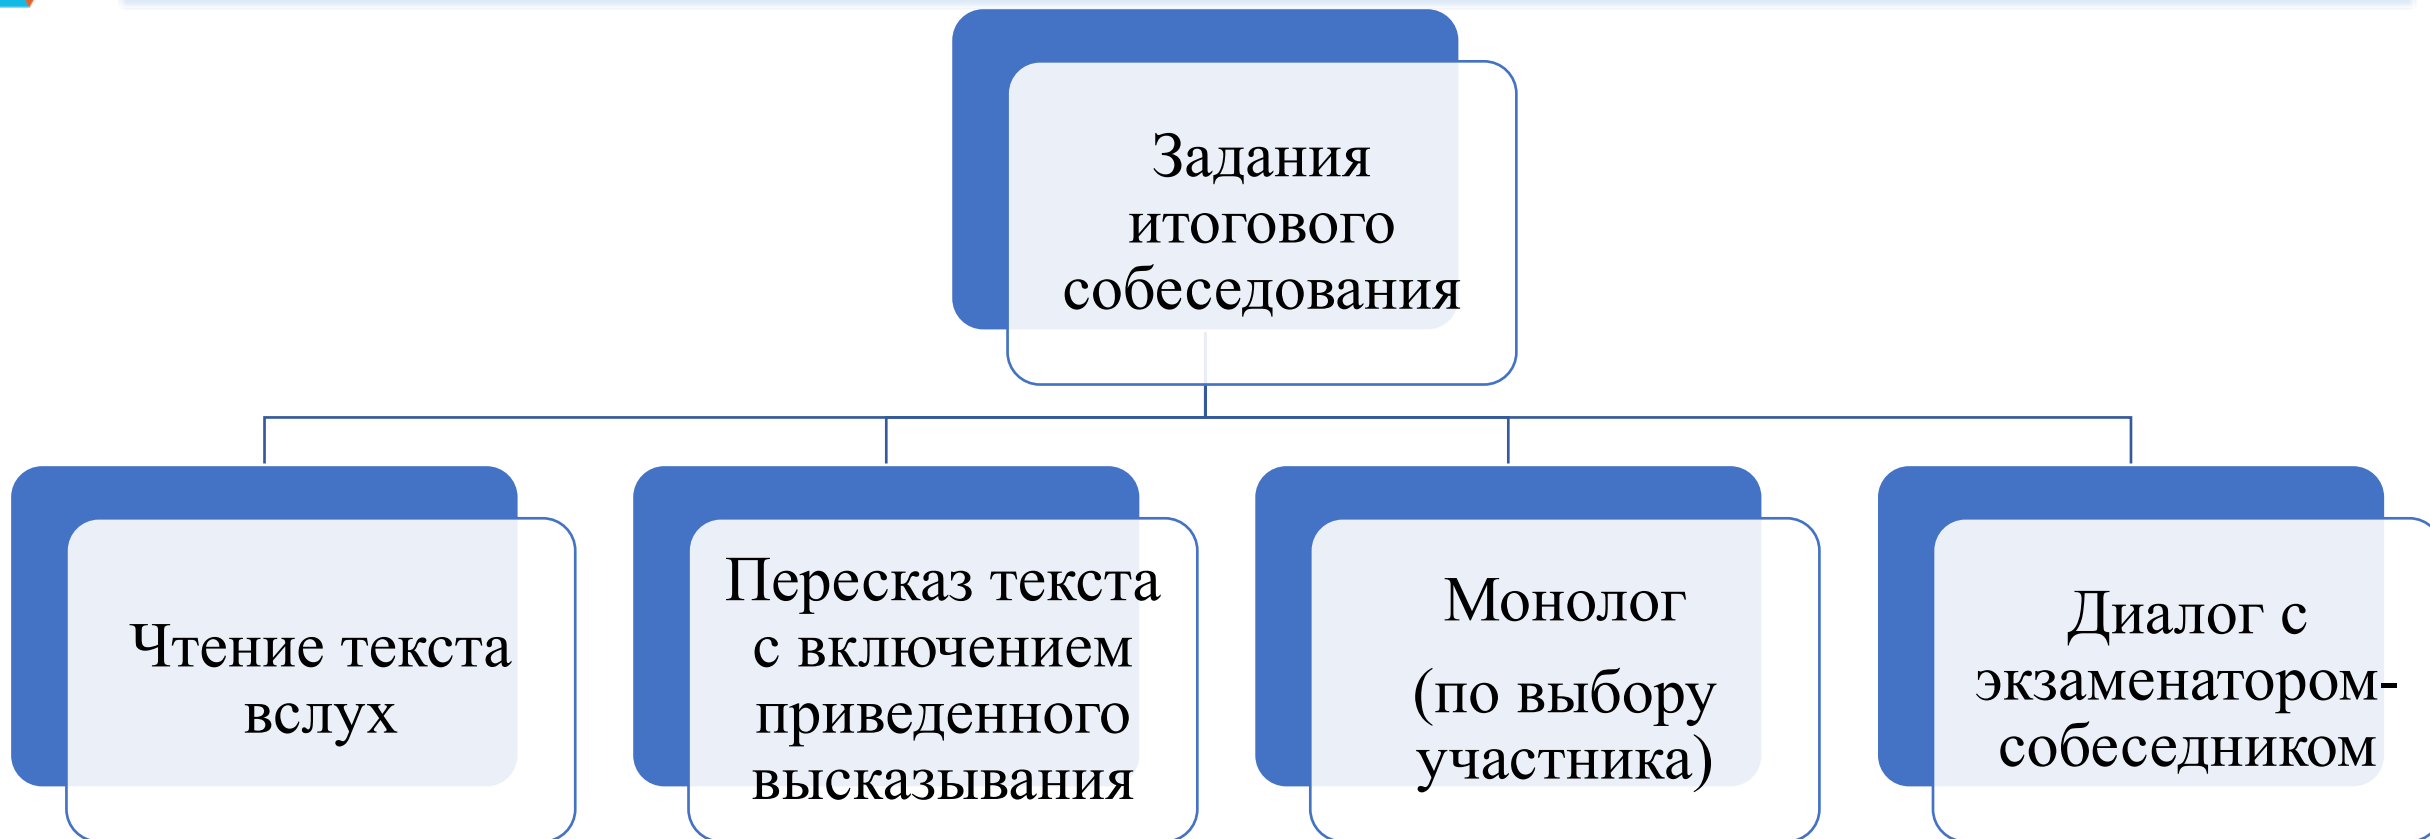 Задания
итогового
собеседования
Чтение текста
вслух
Пересказ текста
с включением
приведенного
высказывания
Монолог
(по выбору
участника)
Диалог с
экзаменатором-
собеседником